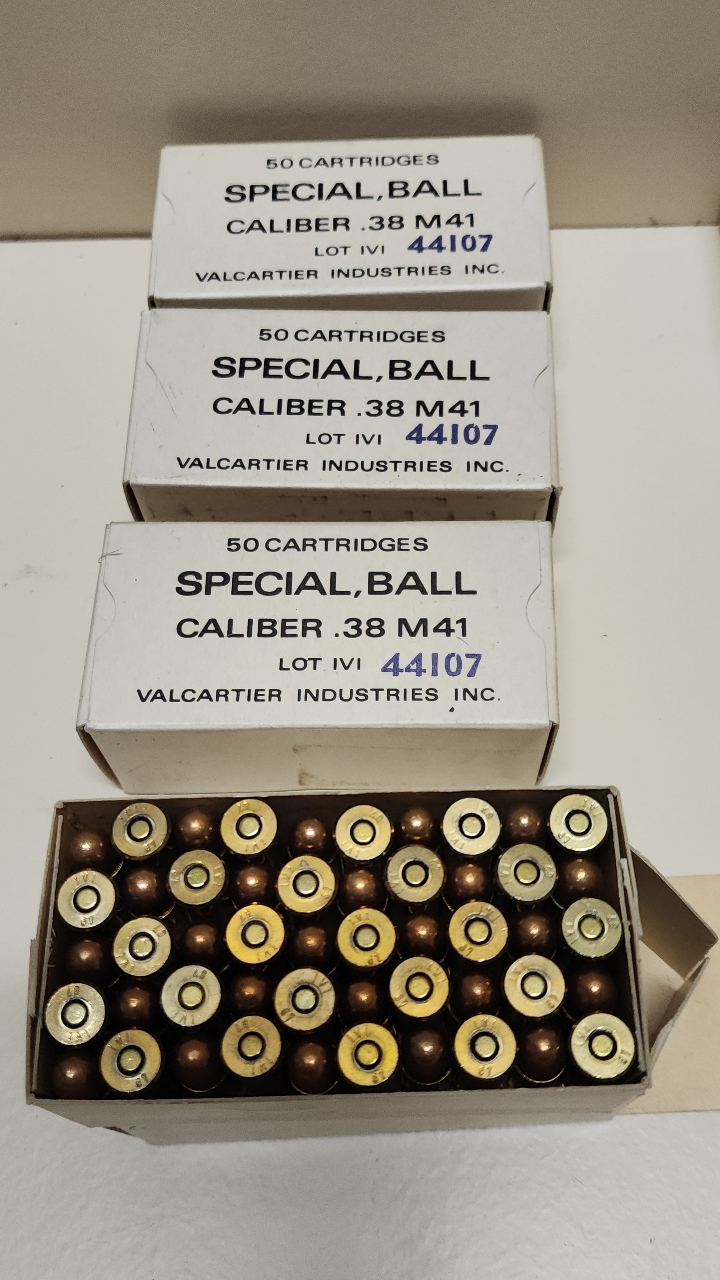 50 CARTRIDGES
SPECIAL, BALL
CALIBER .38 M41
LOT IVI 44107
VALCARTIER INDUSTRIES INC.
50 CARTRIDGES
SPECIAL, BALL
CALIBER .38 M41
LOT IVI 44107
VALCARTIER INDUSTRIES INC.
50 CARTRIDGES
SPECIAL, BALL
CALIBER .38 M41
LOT IVI 44107
VALCARTIER INDUSTRIES INC.